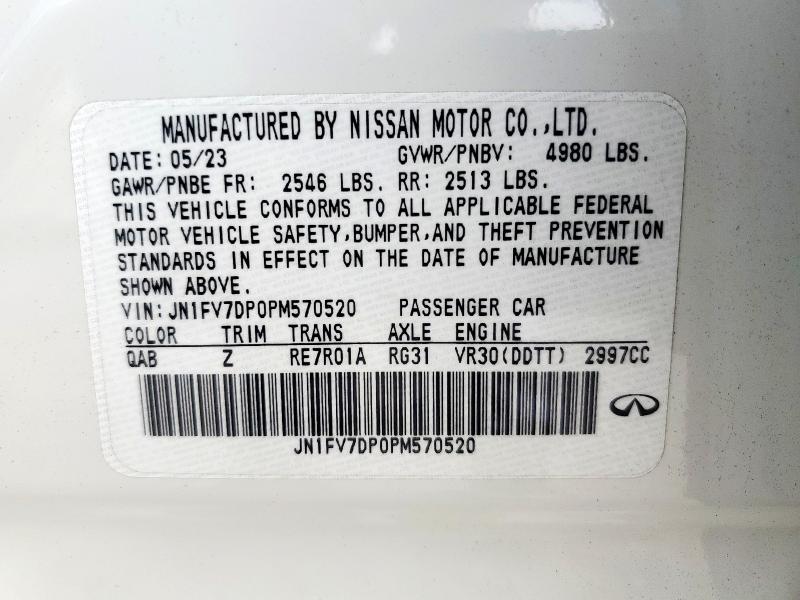 MANUFACTURED BY NISSAN MOTOR CO.,LTD.
DATE: 05/23 GVWR/PNBV: 4980 LBS.
GAWR/PNBE FR: 2546 LBS. RR: 2513 LBS.
THIS VEHICLE CONFORMS TO ALL APPLICABLE FEDERAL
MOTOR VEHICLE SAFETY,BUMPER,AND THEFT PREVENTION
STANDARDS IN EFFECT ON THE DATE OF MANUFACTURE
SHOWN ABOVE.
VIN:JN1FV7DP0PM570520 PASSENGER CAR
COLOR TRIM TRANS AXLE ENGINE
QAB Z RE7R01A RG31 VR30(DDTT) 2997CC
JN1FV7DP0PM570520